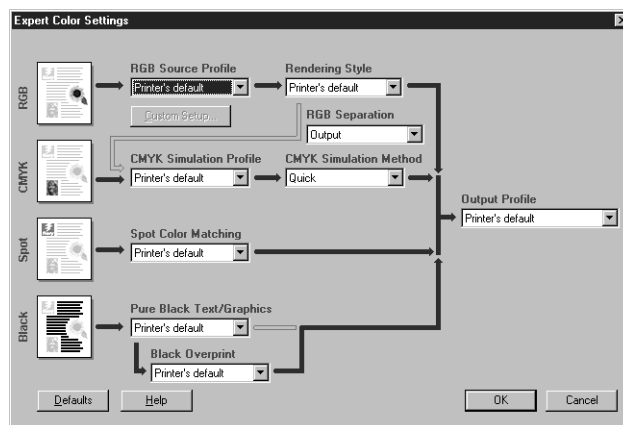 Expert Color Settings
RGB
RGB Source Profile
Rendering Style
Printer's default
Printer's default
Custom Setup...
RGB Separation
Output
CMYK
CMYK Simulation Profile
CMYK Simulation Method
Printer's default
Quick
Output Profile
Printer's default
Spot
Spot Color Matching
Printer's default
Black
Pure Black Text/Graphics
Printer's default
Black Overprint
Printer's default
Defaults
Help
OK
Cancel